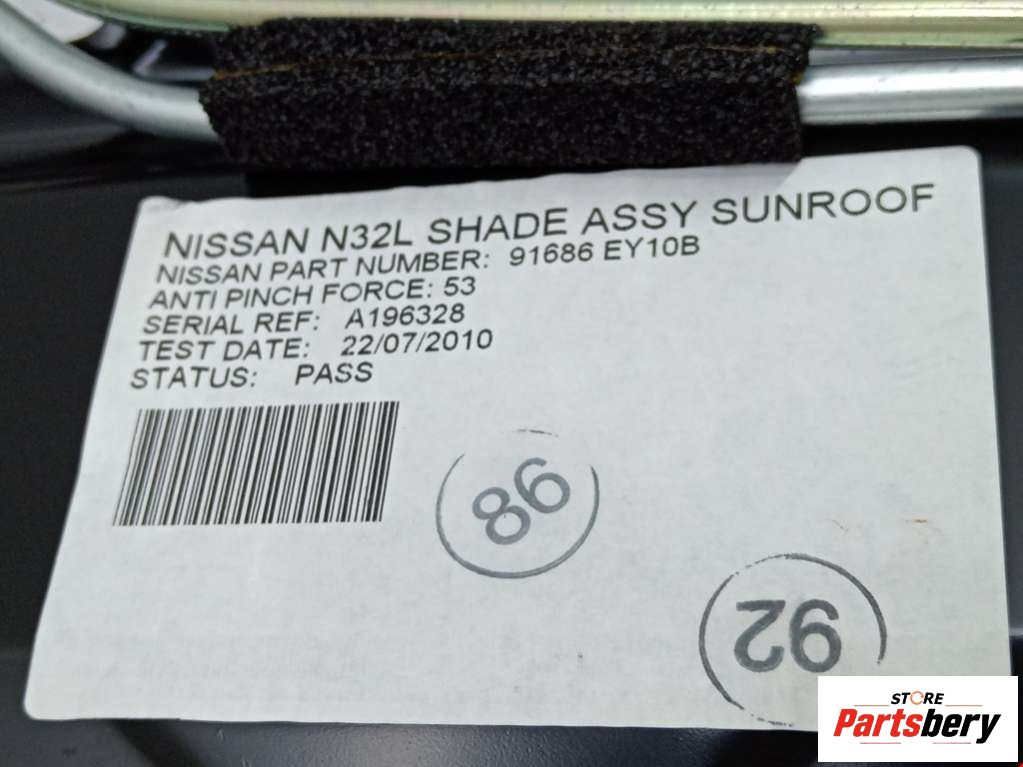 NISSAN N32L SHADE ASSY SUNROOF
NISSAN PART NUMBER: 91686 EY10B
ANTI PINCH FORCE: 53
SERIAL REF: A196328
TEST DATE: 22/07/2010
STATUS: PASS
98
92
STORE
Partsbery